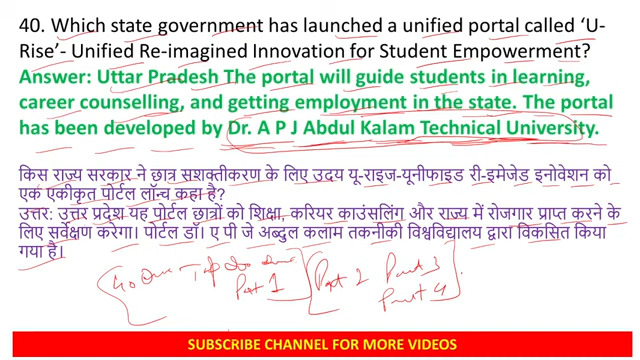 40. Which state government has launched a unified portal called ‘U-
Rise’- Unified Re-imagined Innovation for Student Empowerment?
Answer: Uttar Pradesh The portal will guide students in learning,
career counselling, and getting employment in the state. The portal
has been developed by Dr. A P J Abdul Kalam Technical University.
किस राज्य सरकार ने छात्र सशक्तीकरण के लिए उदय यू-राइज-यूनीफाइड री-इमेजेड इनोवेशन को
एक एकीकृत पोर्टल लॉन्च कहा है?
उत्तर: उत्तर प्रदेश यह पोर्टल छात्रों को शिक्षा, करियर काउंसलिंग और राज्य में रोजगार प्राप्त करने के
लिए सर्वेक्षण करेगा। पोर्टल डॉ। ए पी जे अब्दुल कलाम तकनीकी विश्वविद्यालय द्वारा विकसित किया
गया है।
40 Top
Part 1 Part 2 Part 3
Part 4
SUBSCRIBE CHANNEL FOR MORE VIDEOS